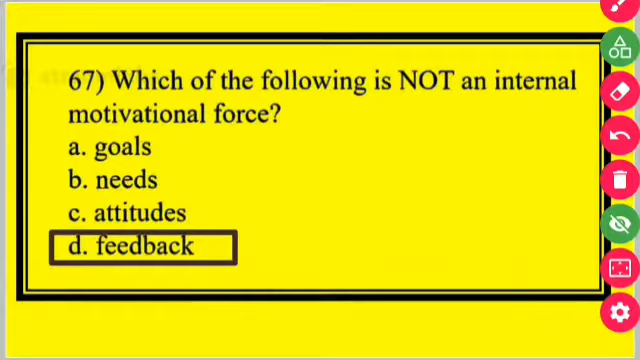 67) Which of the following is NOT an internal
motivational force?
a. goals
b. needs
c. attitudes
d. feedback